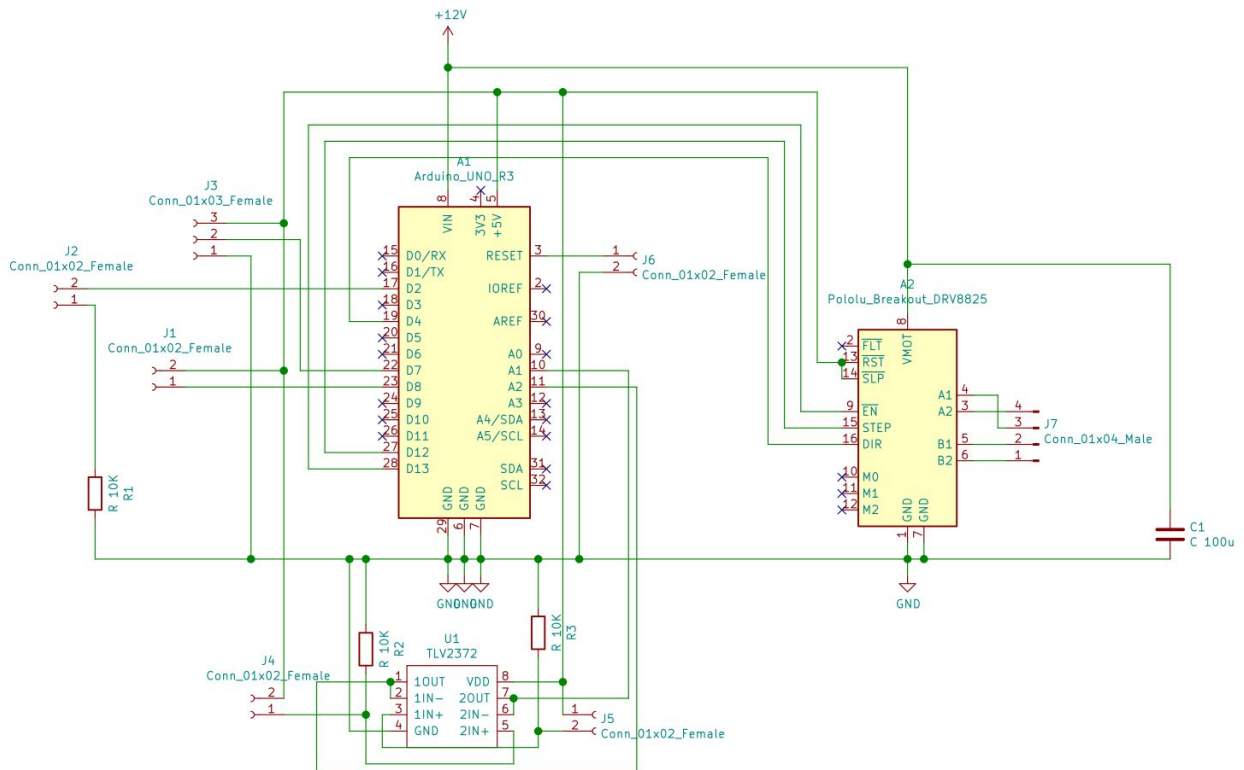 +12V
A1
Arduino_UNO_R3
8
4
5
VIN
3V3
+5V
15
D0/RX
16
D1/TX
17
D2
18
D3
19
D4
20
D5
21
D6
22
D7
23
D8
24
D9
25
D10
26
D11
27
D12
28
D13
RESET
3
IOREF
2
AREF
30
A0
9
A1
10
A2
11
A3
12
A4/SDA
13
A5/SCL
14
SDA
31
SCL
32
GND
GND
GND
29
6
7
J3
Conn_01x03_Female
3
2
1
J2
Conn_01x02_Female
2
1
J1
Conn_01x02_Female
2
1
J6
Conn_01x02_Female
1
2
A2
Pololu_Breakout_DRV8825
8
VMOT
2
FLT
13
RST
14
SLP
9
EN
15
STEP
16
DIR
10
M0
11
M1
12
M2
A1
4
A2
3
B1
5
B2
6
GND
GND
1
7
4
3
2
1
J7
Conn_01x04_Male
R 10K
R1
C1
C 100u
GND
GND
GND
GND
R 10K
R2
R 10K
R3
U1
TLV2372
1
1OUT
2
1IN-
3
1IN+
4
GND
VDD
8
2OUT
7
2IN-
6
2IN+
5
J4
Conn_01x02_Female
2
1
1
2
J5
Conn_01x02_Female